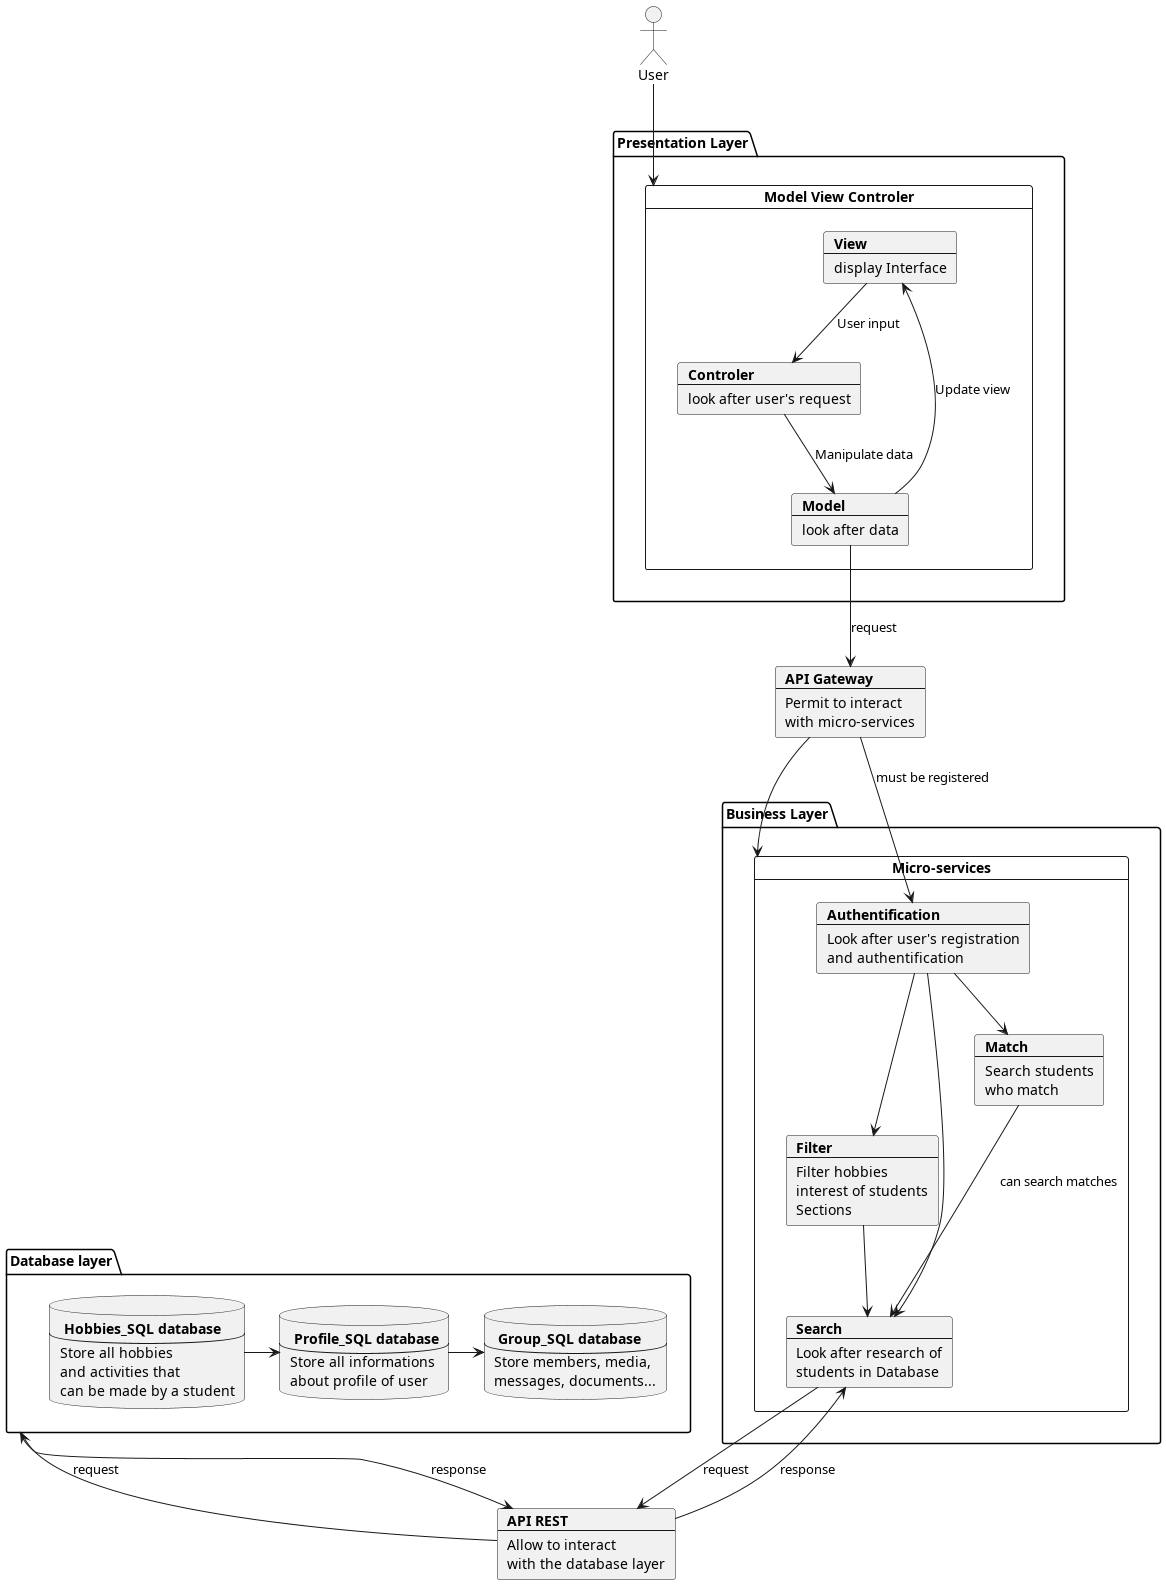 User
Presentation Layer
Model View Controler
View
display Interface
User input
Controler
look after user's request
Update view
Manipulate data
Model
look after data
request
API Gateway
Permit to interact
with micro-services
must be registered
Business Layer
Micro-services
Authentification
Look after user's registration
and authentification
Match
Search students
who match
Filter
Filter hobbies
interest of students
Sections
can search matches
Search
Look after research of
students in Database
Database layer
Hobbies_SQL database
Store all hobbies
and activities that
can be made by a student
Profile_SQL database
Store all informations
about profile of user
Group_SQL database
Store members, media,
messages, documents...
request
response
request
response
API REST
Allow to interact
with the database layer